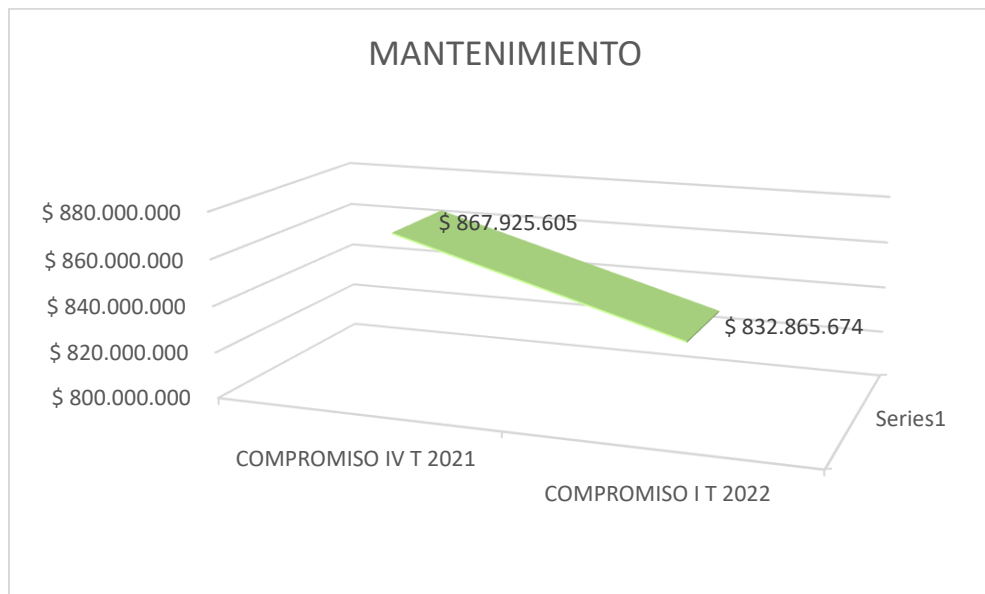 MANTENIMIENTO
$ 880.000.000
$ 860.000.000
$ 840.000.000
$ 820.000.000
$ 800.000.000
$ 867.925.605
$ 832.865.674
Series1
COMPROMISO IV T 2021
COMPROMISO I T 2022